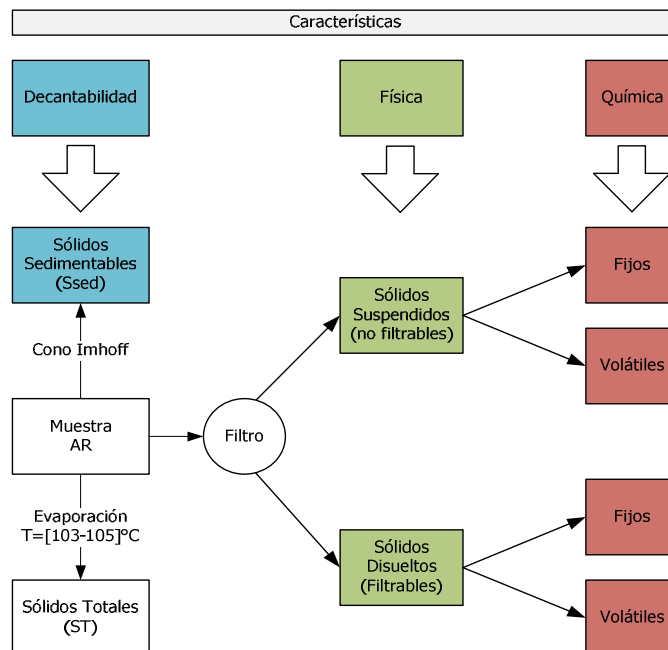 Características
Decantabilidad
Física
Química
Sólidos
Sedimentables
(Ssed)
Sólidos
Suspendidos
(no filtrables)
Fijos
Cono Imhoff
Volátiles
Muestra
AR
Filtro
Evaporación
T=[103-105]ºC
Sólidos
Disueltos
(Filtrables)
Fijos
Sólidos Totales
(ST)
Volátiles